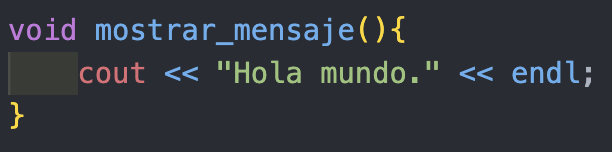 void mostrar_mensaje(){
    cout << "Hola mundo." << endl;
}